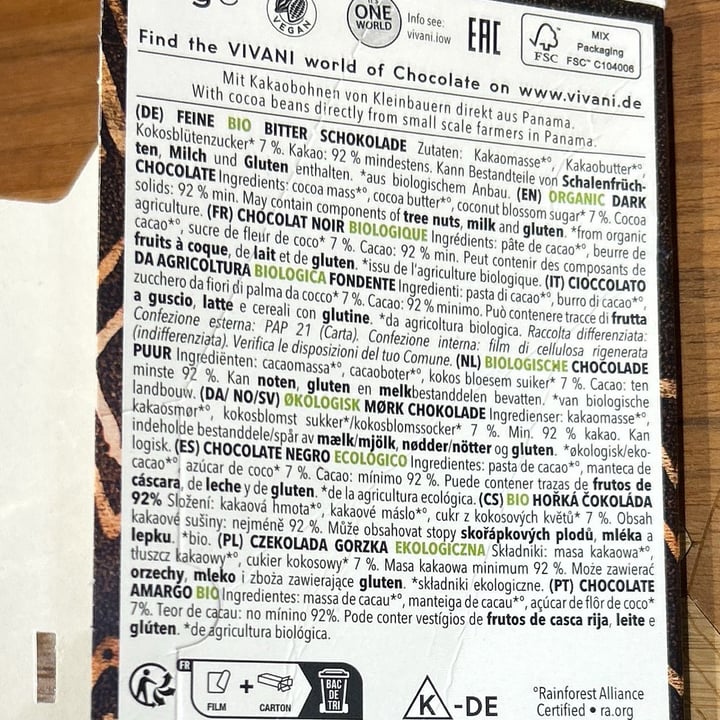 g
VEGAN
IT'S ONE WORLD
Info see:
vivani.iow
EAC
FSC
MIX
Packaging
FSC™ C104006
Find the VIVANI world of Chocolate on www.vivani.de
Mit Kakaobohnen von Kleinbauern direkt aus Panama.
With cocoa beans directly from small scale farmers in Panama.
(DE) FEINE BIO BITTER SCHOKOLADE Zutaten: Kakaomasse*°, Kakaobutter*°,
Kokosblütenzucker* 7 %. Kakao: 92 % mindestens. Kann Bestandteile von Schalenfrüch-
ten, Milch und Gluten enthalten. *aus biologischem Anbau. (EN) ORGANIC DARK
CHOCOLATE Ingredients: cocoa mass*°, cocoa butter*°, coconut blossom sugar* 7 %. Cocoa
solids: 92 % min. May contain components of tree nuts, milk and gluten. *from organic
agriculture. (FR) CHOCOLAT NOIR BIOLOGIQUE Ingrédients: pâte de cacao*°, beurre de
cacao*°, sucre de fleur de coco* 7 %. Cacao: 92 % min. Peut contenir des composants de
fruits à coque, de lait et de gluten. *issu de l'agriculture biologique. (IT) CIOCCOLATO
DA AGRICOLTURA BIOLOGICA FONDENTE Ingredienti: pasta di cacao*°, burro di cacao*°,
zucchero da fiori di palma da cocco* 7 %. Cacao: 92 % minimo. Può contenere tracce di frutta
a guscio, latte e cereali con glutine. *da agricoltura biologica. Raccolta differenziata:
Confezione esterna: PAP 21 (Carta). Confezione interna: film di cellulosa rigenerata
(indifferenziata). Verifica le disposizioni del tuo Comune. (NL) BIOLOGISCHE CHOCOLADE
PUUR Ingrediënten: cacaomassa*°, cacaoboter*°, kokos bloesem suiker* 7 %. Cacao: ten
minste 92 %. Kan noten, gluten en melkbestanddelen bevatten. *van biologische
landbouw. (DA/ NO/SV) ØKOLOGISK MØRK CHOKOLADE Ingredienser: kakaomasse*°,
kakaosmør*°, kokosblomst sukker*/kokosblomssocker* 7 %. Min. 92 % kakao. Kan
indeholde bestanddele/spår av mælk/mjölk, nødder/nötter og gluten. *økologisk/eko-
logisk. (ES) CHOCOLATE NEGRO ECOLÓGICO Ingredientes: pasta de cacao*°, manteca de
cacao*°, azúcar de coco* 7 %. Cacao: mínimo 92 %. Puede contener trazas de frutos de
cáscara, de leche y de gluten. *de la agricultura ecológica. (CS) BIO HOŘKÁ ČOKOLÁDA
92% Složení: kakaová hmota*°, kakaové máslo*°, cukr z kokosových květů* 7 %. Obsah
kakaové sušiny: nejméně 92 %. Může obsahovat stopy skořápkových plodů, mléka a
lepku. *bio. (PL) CZEKOLADA GORZKA EKOLOGICZNA Składniki: masa kakaowa*°,
tłuszcz kakaowy*°, cukier kokosowy* 7 %. Masa kakaowa minimum 92 %. Może zawierać
orzechy, mleko i zboża zawierające gluten. *składniki ekologiczne. (PT) CHOCOLATE
AMARGO BIO Ingredientes: massa de cacau*°, manteiga de cacau*°, açúcar de flôr de coco*
7%. Teor de cacau: no mínino 92%. Pode conter vestígios de frutos de casca rija, leite e
glúten. *de agricultura biológica.
FR
FILM
+
CARTON
BAC
DE
TRI
K-DE
°Rainforest Alliance
Certified • ra.org